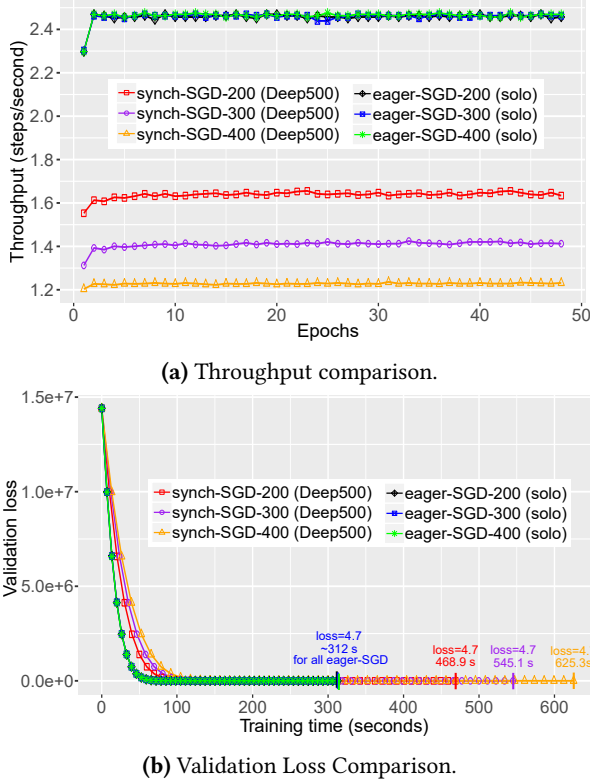 2.4
2.2
2.0
1.8
1.6
1.4
1.2
Throughput (steps/second)
synch-SGD-200 (Deep500) eager-SGD-200 (solo)
synch-SGD-300 (Deep500) eager-SGD-300 (solo)
synch-SGD-400 (Deep500) eager-SGD-400 (solo)
0 10 20 30 40 50
Epochs
(a) Throughput comparison.
1.5e+7
1.0e+7
5.0e+6
0.0e+0
Validation loss
synch-SGD-200 (Deep500) eager-SGD-200 (solo)
synch-SGD-300 (Deep500) eager-SGD-300 (solo)
synch-SGD-400 (Deep500) eager-SGD-400 (solo)
loss=4.7 loss=4.7 loss=4.7 loss=4.
~312 s 468.9 s 545.1 s 625.3s
for all eager-SGD
0 100 200 300 400 500 600
Training time (seconds)
(b) Validation Loss Comparison.